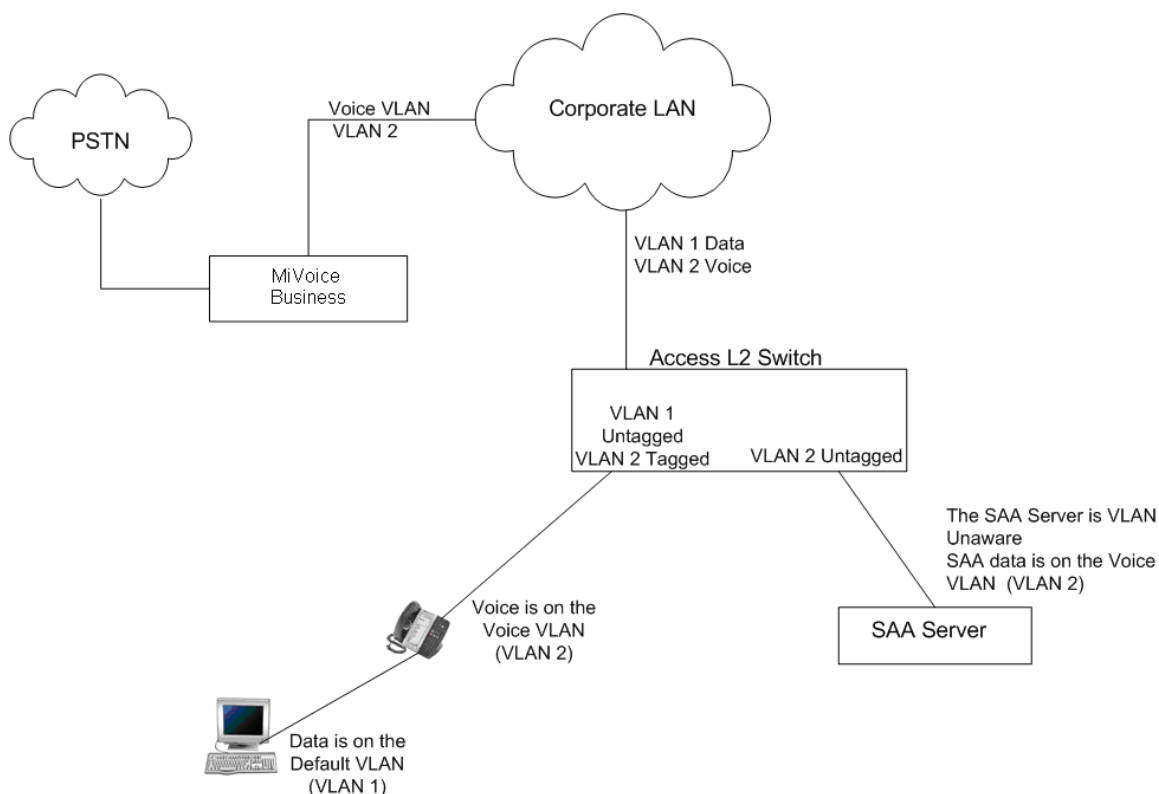 PSTN
Voice VLAN
VLAN 2
Corporate LAN
MiVoice
Business
VLAN 1 Data
VLAN 2 Voice
Access L2 Switch
VLAN 1
Untagged
VLAN 2 Tagged
VLAN 2 Untagged
The SAA Server is VLAN
Unaware
SAA data is on the Voice
VLAN (VLAN 2)
SAA Server
Voice is on the
Voice VLAN
(VLAN 2)
Data is on the
Default VLAN
(VLAN 1)